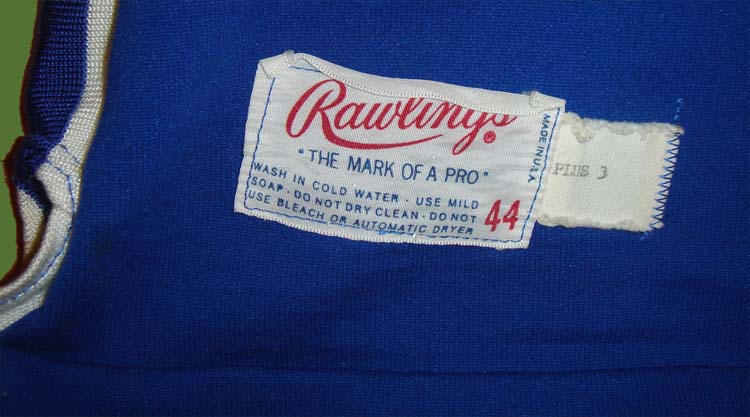 Rawlings ®
"THE MARK OF A PRO"
WASH IN COLD WATER · USE MILD
SOAP · DO NOT DRY CLEAN · DO NOT
USE BLEACH OR AUTOMATIC DRYER
44
MADE IN U.S.A.
PLUS 3